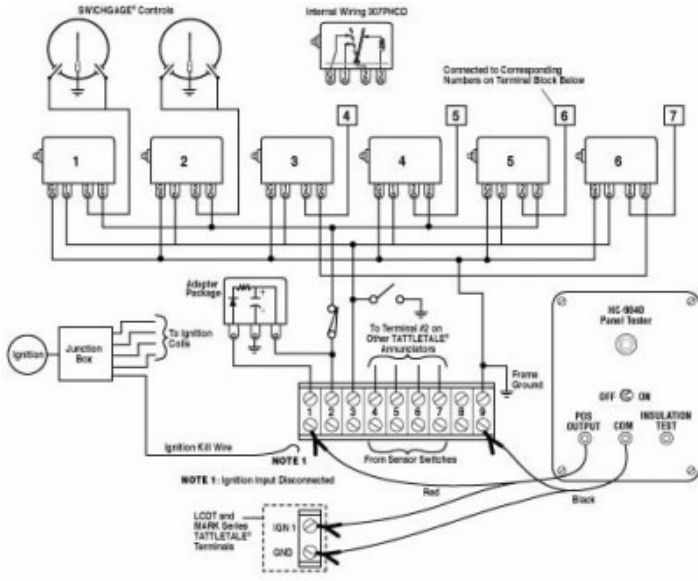 SWICHGAGE® Controls
Internal Wiring 307PHCD
Connected to Corresponding
Numbers on Terminal Block Below
4
5
6
7
1
2
3
4
5
6
Adapter
Package
Ignition
Junction
Box
To Ignition
Coils
To Terminal #2 on
Other TATTLETALE®
Annunciators
Frame
Ground
HC-9040
Panel Tester
OFF
ON
POS
OUTPUT
COM
INSULATION
TEST
1
2
3
4
5
6
7
8
9
Ignition Kill Wire
NOTE 1
From Sensor Switches
NOTE 1: Ignition Input Disconnected
Red
Black
LCDT and
MARK Series
TATTLETALE®
Terminals
IGN 1
GND